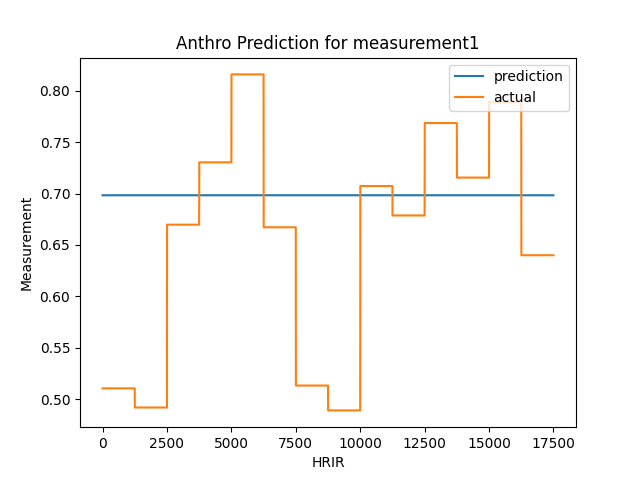 Anthro Prediction for measurement1
prediction
actual
0.80
0.75
0.70
0.65
0.60
0.55
0.50
Measurement
0 2500 5000 7500 10000 12500 15000 17500
HRIR